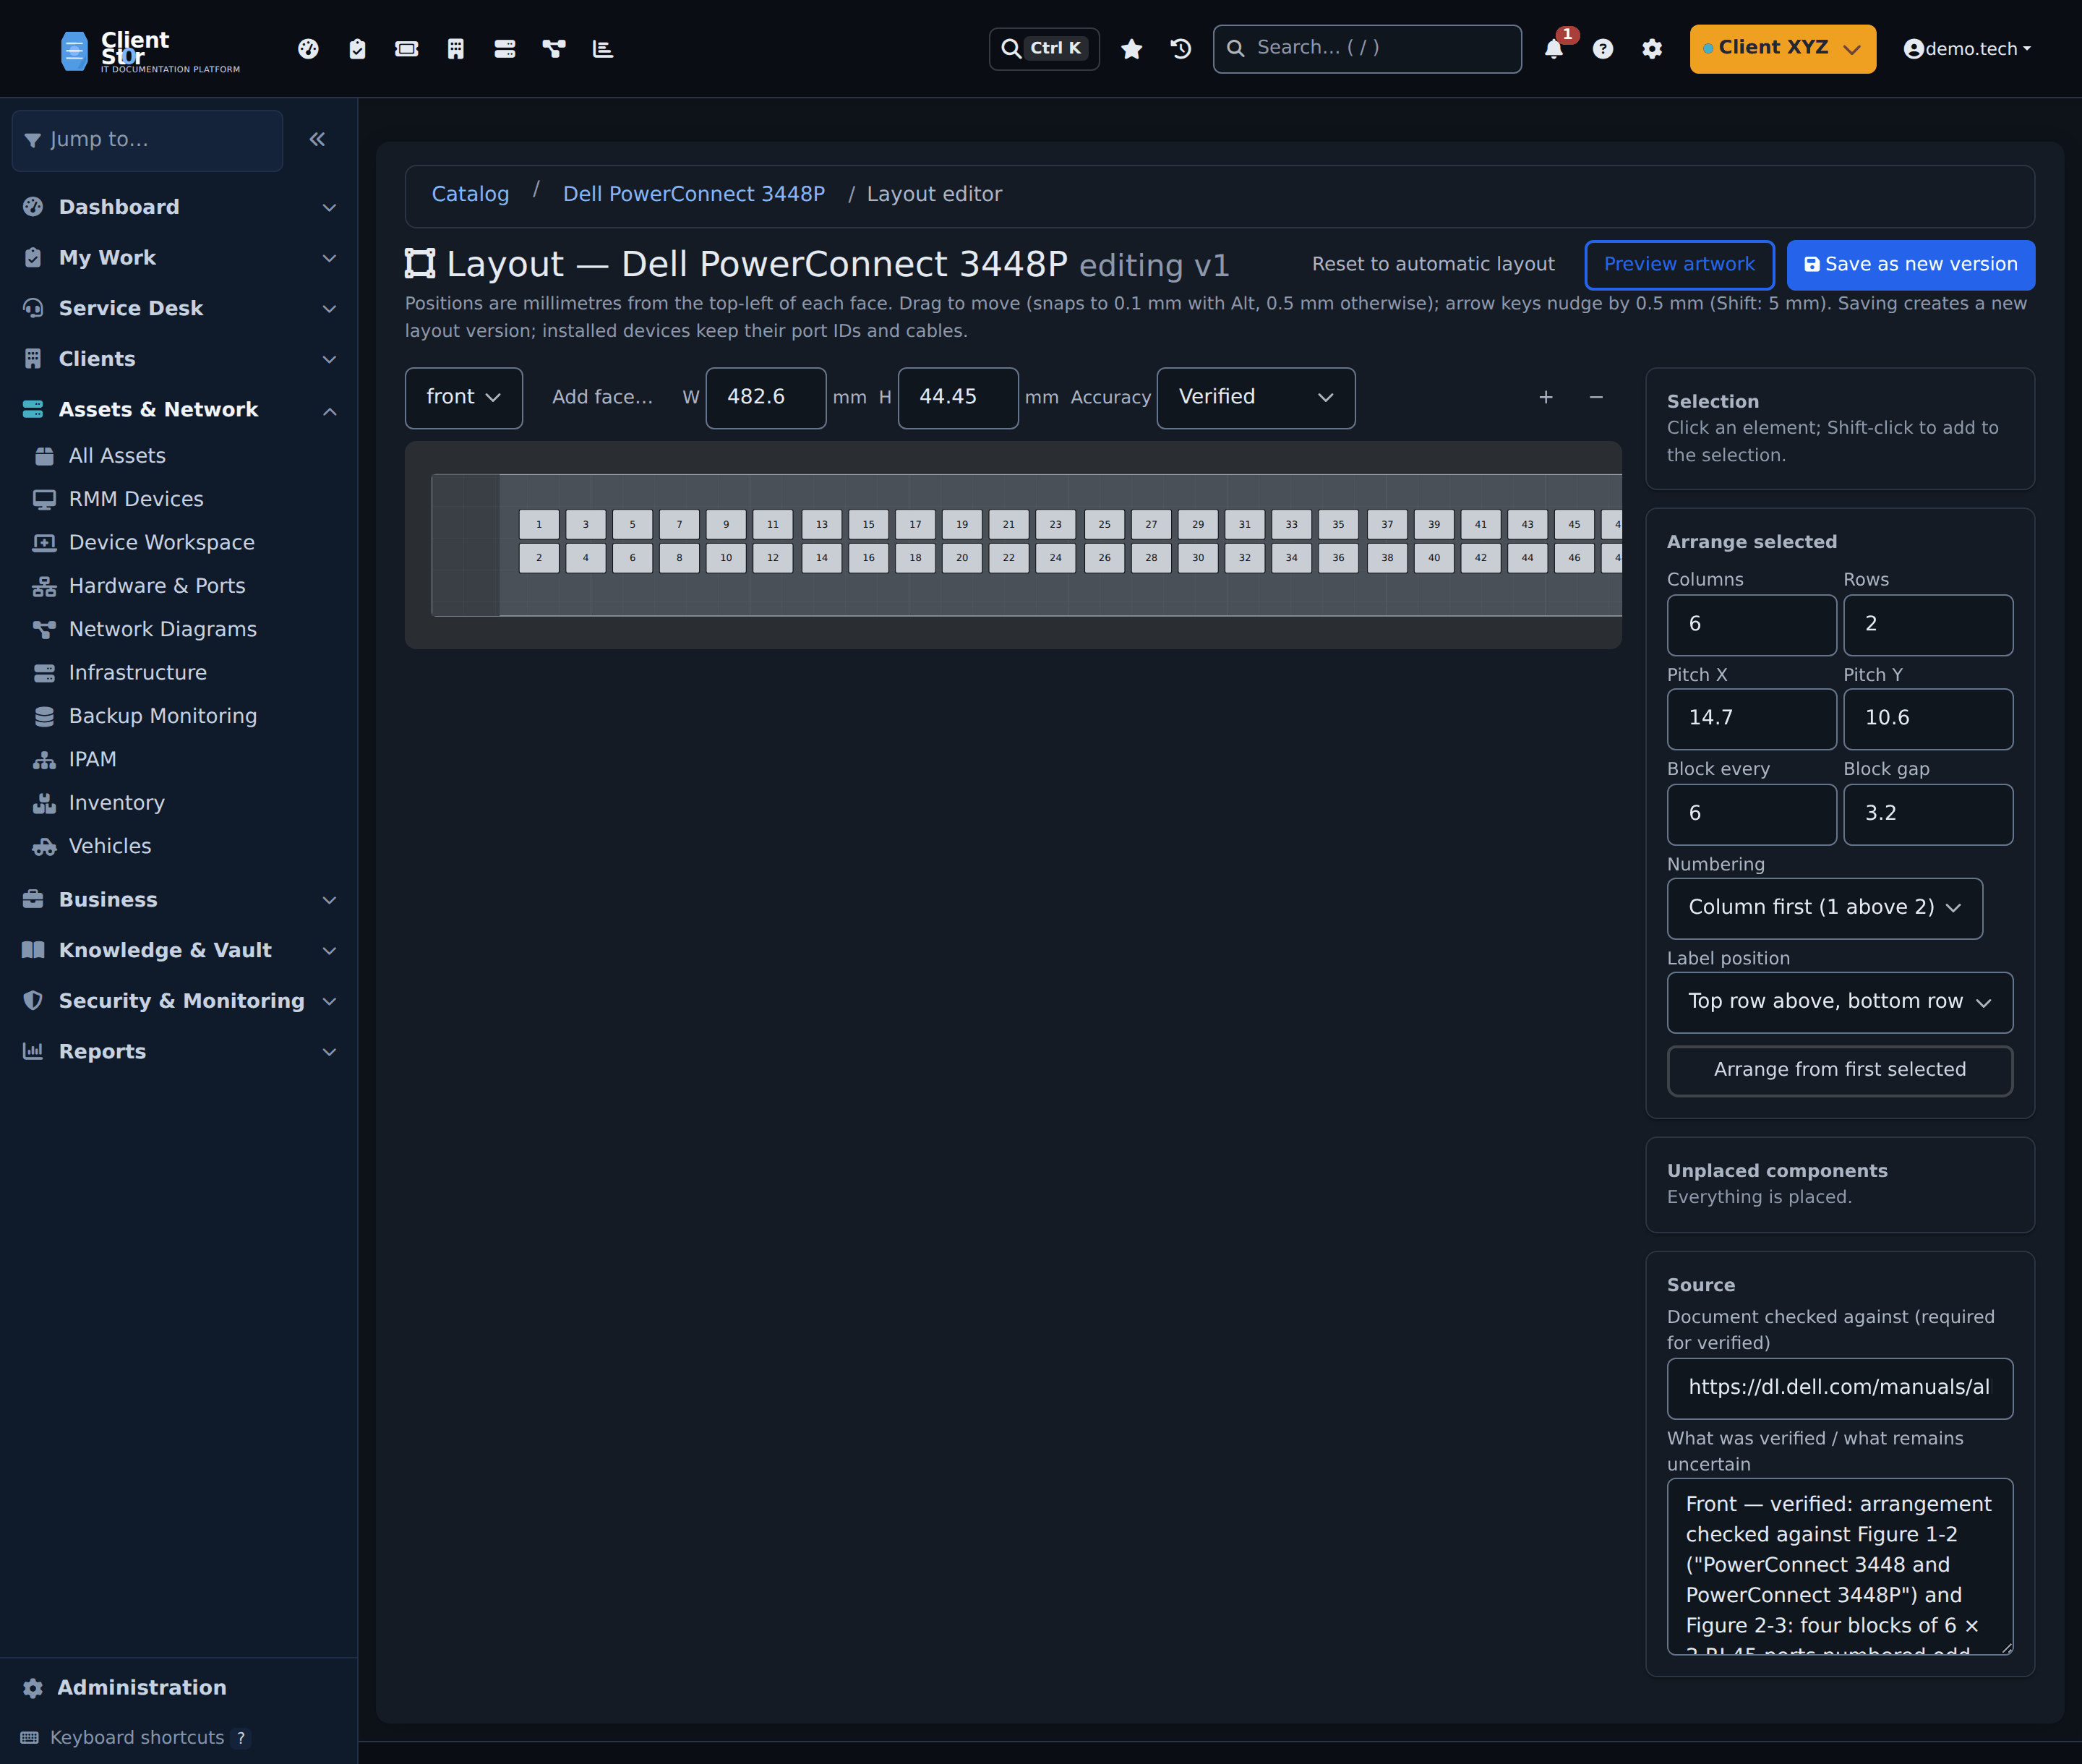 Client
St0r
IT DOCUMENTATION PLATFORM
Ctrl K
Search... ( / )
1
Client XYZ
demo.tech
Jump to...
Dashboard
My Work
Service Desk
Clients
Assets & Network
All Assets
RMM Devices
Device Workspace
Hardware & Ports
Network Diagrams
Infrastructure
Backup Monitoring
IPAM
Inventory
Vehicles
Business
Knowledge & Vault
Security & Monitoring
Reports
Administration
Keyboard shortcuts ?
Catalog / Dell PowerConnect 3448P / Layout editor
Layout — Dell PowerConnect 3448P editing v1
Reset to automatic layout
Preview artwork
Save as new version
Positions are millimetres from the top-left of each face. Drag to move (snaps to 0.1 mm with Alt, 0.5 mm otherwise); arrow keys nudge by 0.5 mm (Shift: 5 mm). Saving creates a new
layout version; installed devices keep their port IDs and cables.
front Add face... W 482.6 mm H 44.45 mm Accuracy Verified + −
1 3 5 7 9 11 13 15 17 19 21 23 25 27 29 31 33 35 37 39 41 43 45
2 4 6 8 10 12 14 16 18 20 22 24 26 28 30 32 34 36 38 40 42 44 46
Selection
Click an element; Shift-click to add to
the selection.
Arrange selected
Columns Rows
6 2
Pitch X Pitch Y
14.7 10.6
Block every Block gap
6 3.2
Numbering
Column first (1 above 2)
Label position
Top row above, bottom row
Arrange from first selected
Unplaced components
Everything is placed.
Source
Document checked against (required
for verified)
https://dl.dell.com/manuals/al
What was verified / what remains
uncertain
Front — verified: arrangement
checked against Figure 1-2
("PowerConnect 3448 and
PowerConnect 3448P") and
Figure 2-3: four blocks of 6 ×
2 RJ-45 ports numbered odd